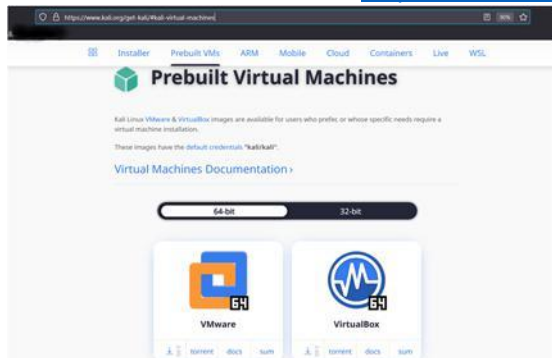 https://www.kali.org/get-kali/#kali-virtual-machines
90%
Installer Prebuilt VMs ARM Mobile Cloud Containers Live WSL
Prebuilt Virtual Machines
Kali Linux VMware & VirtualBox images are available for users who prefer, or whose specific needs require a
virtual machine installation.
These images have the default credentials "kali/kali".
Virtual Machines Documentation ›
64-bit 32-bit
64 64
VMware VirtualBox
torrent docs sum torrent docs sum